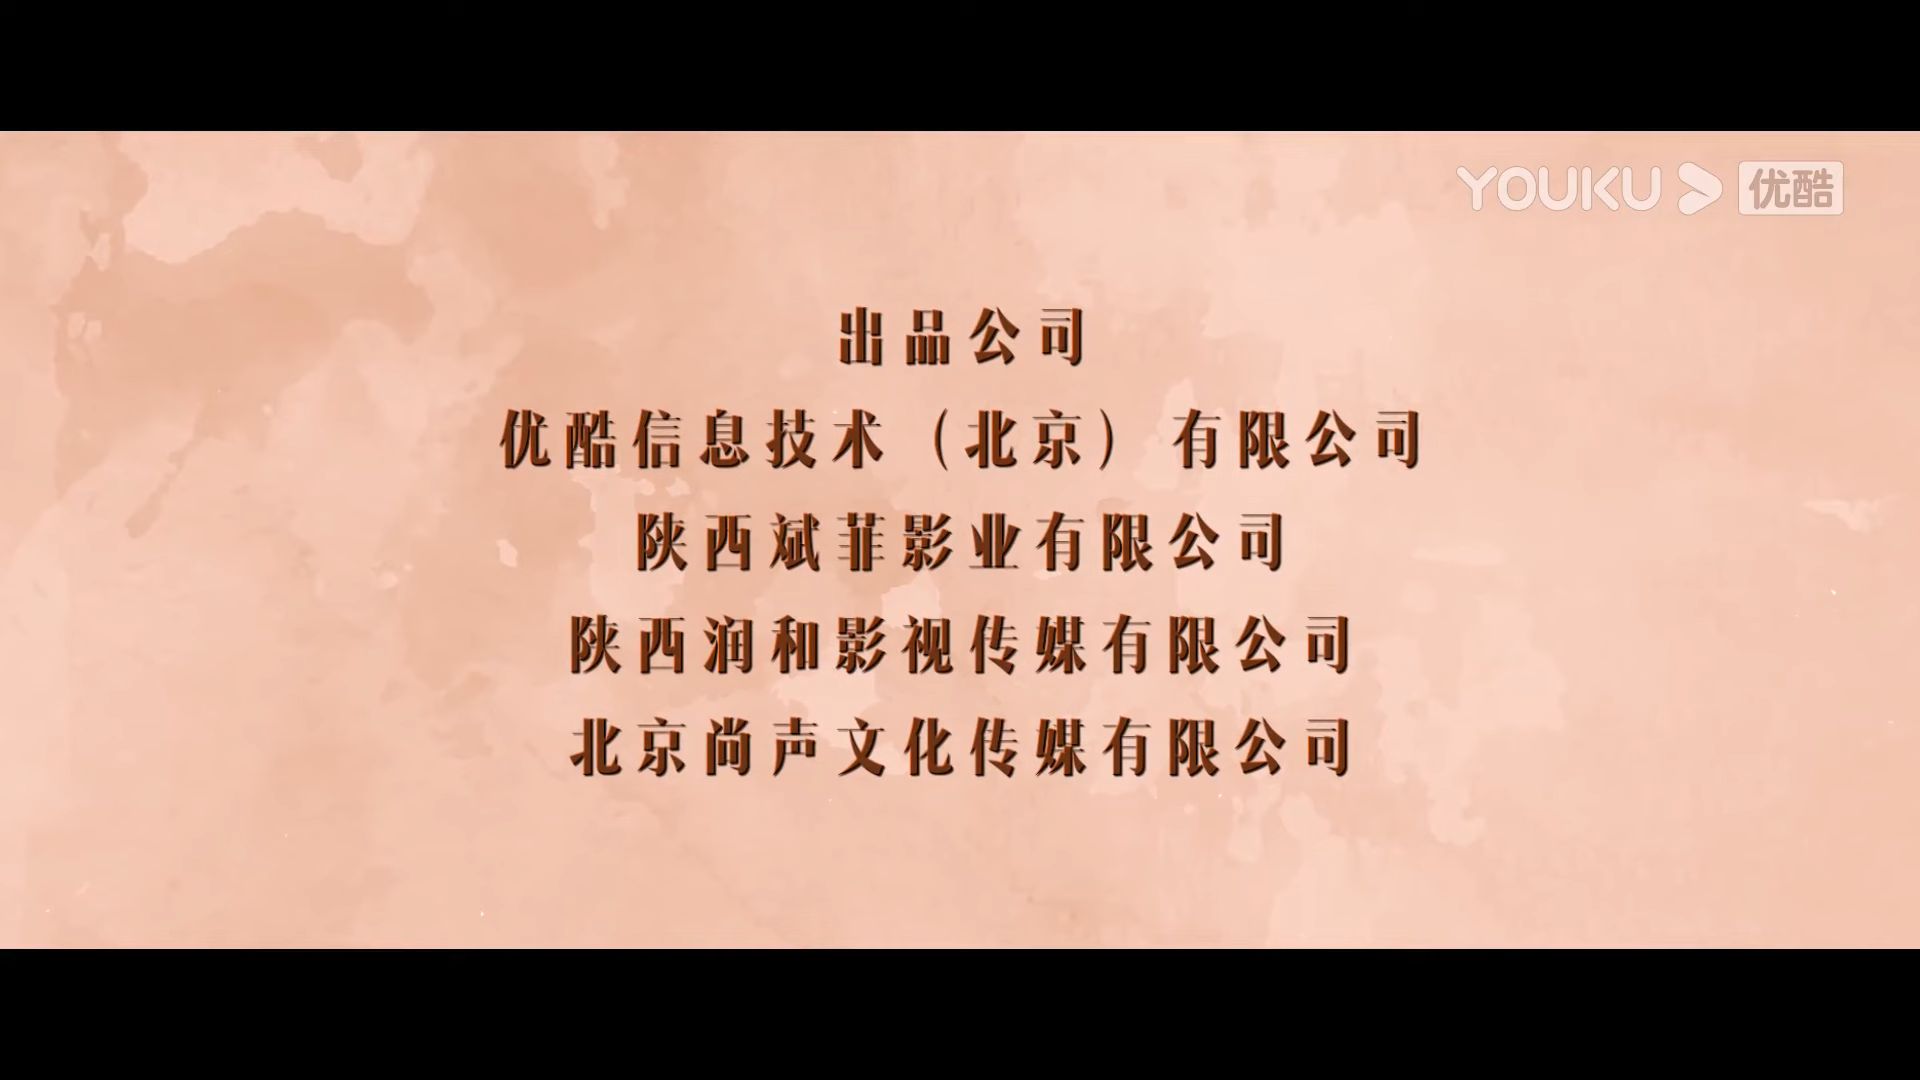 YOUKU 优酷
出品公司
优酷信息技术（北京）有限公司
陕西斌菲影业有限公司
陕西润和影视传媒有限公司
北京尚声文化传媒有限公司